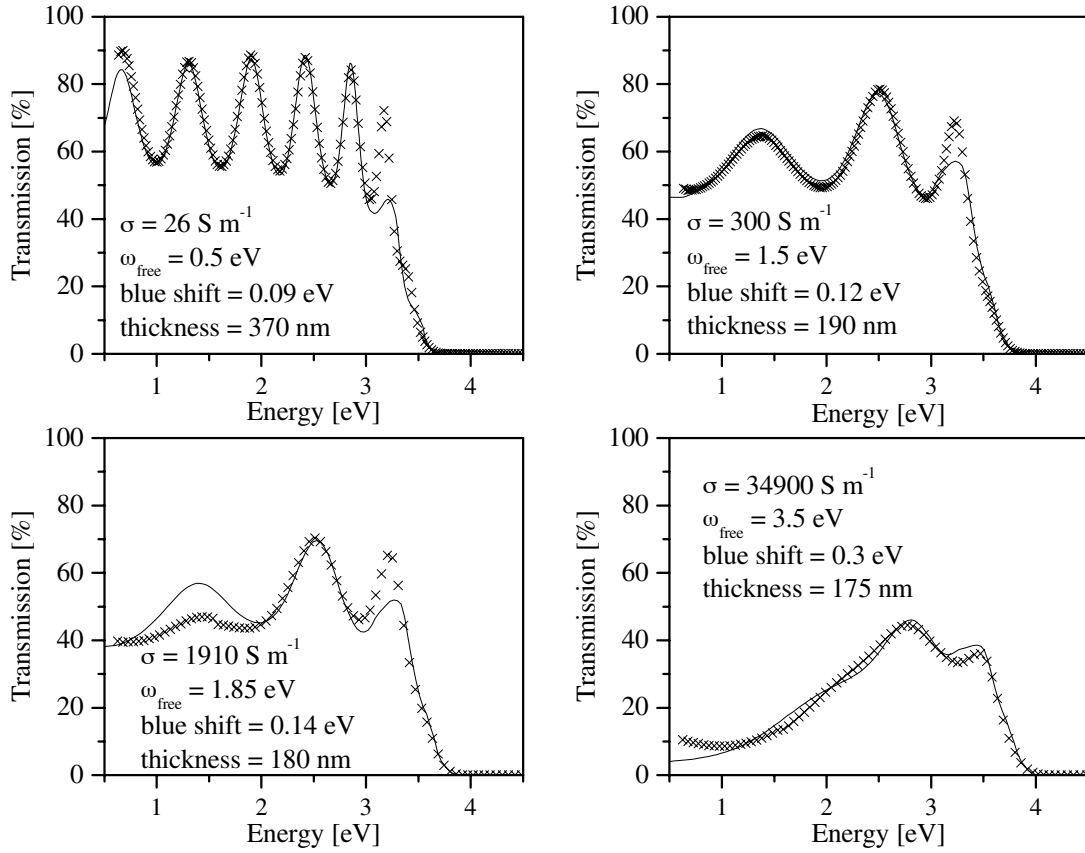 100
80
60
40
20
0
Transmission [%]
σ = 26 S m⁻¹
ω_free = 0.5 eV
blue shift = 0.09 eV
thickness = 370 nm
1 2 3 4
Energy [eV]
100
80
60
40
20
0
Transmission [%]
σ = 300 S m⁻¹
ω_free = 1.5 eV
blue shift = 0.12 eV
thickness = 190 nm
1 2 3 4
Energy [eV]
100
80
60
40
20
0
Transmission [%]
σ = 1910 S m⁻¹
ω_free = 1.85 eV
blue shift = 0.14 eV
thickness = 180 nm
1 2 3 4
Energy [eV]
100
80
60
40
20
0
Transmission [%]
σ = 34900 S m⁻¹
ω_free = 3.5 eV
blue shift = 0.3 eV
thickness = 175 nm
1 2 3 4
Energy [eV]